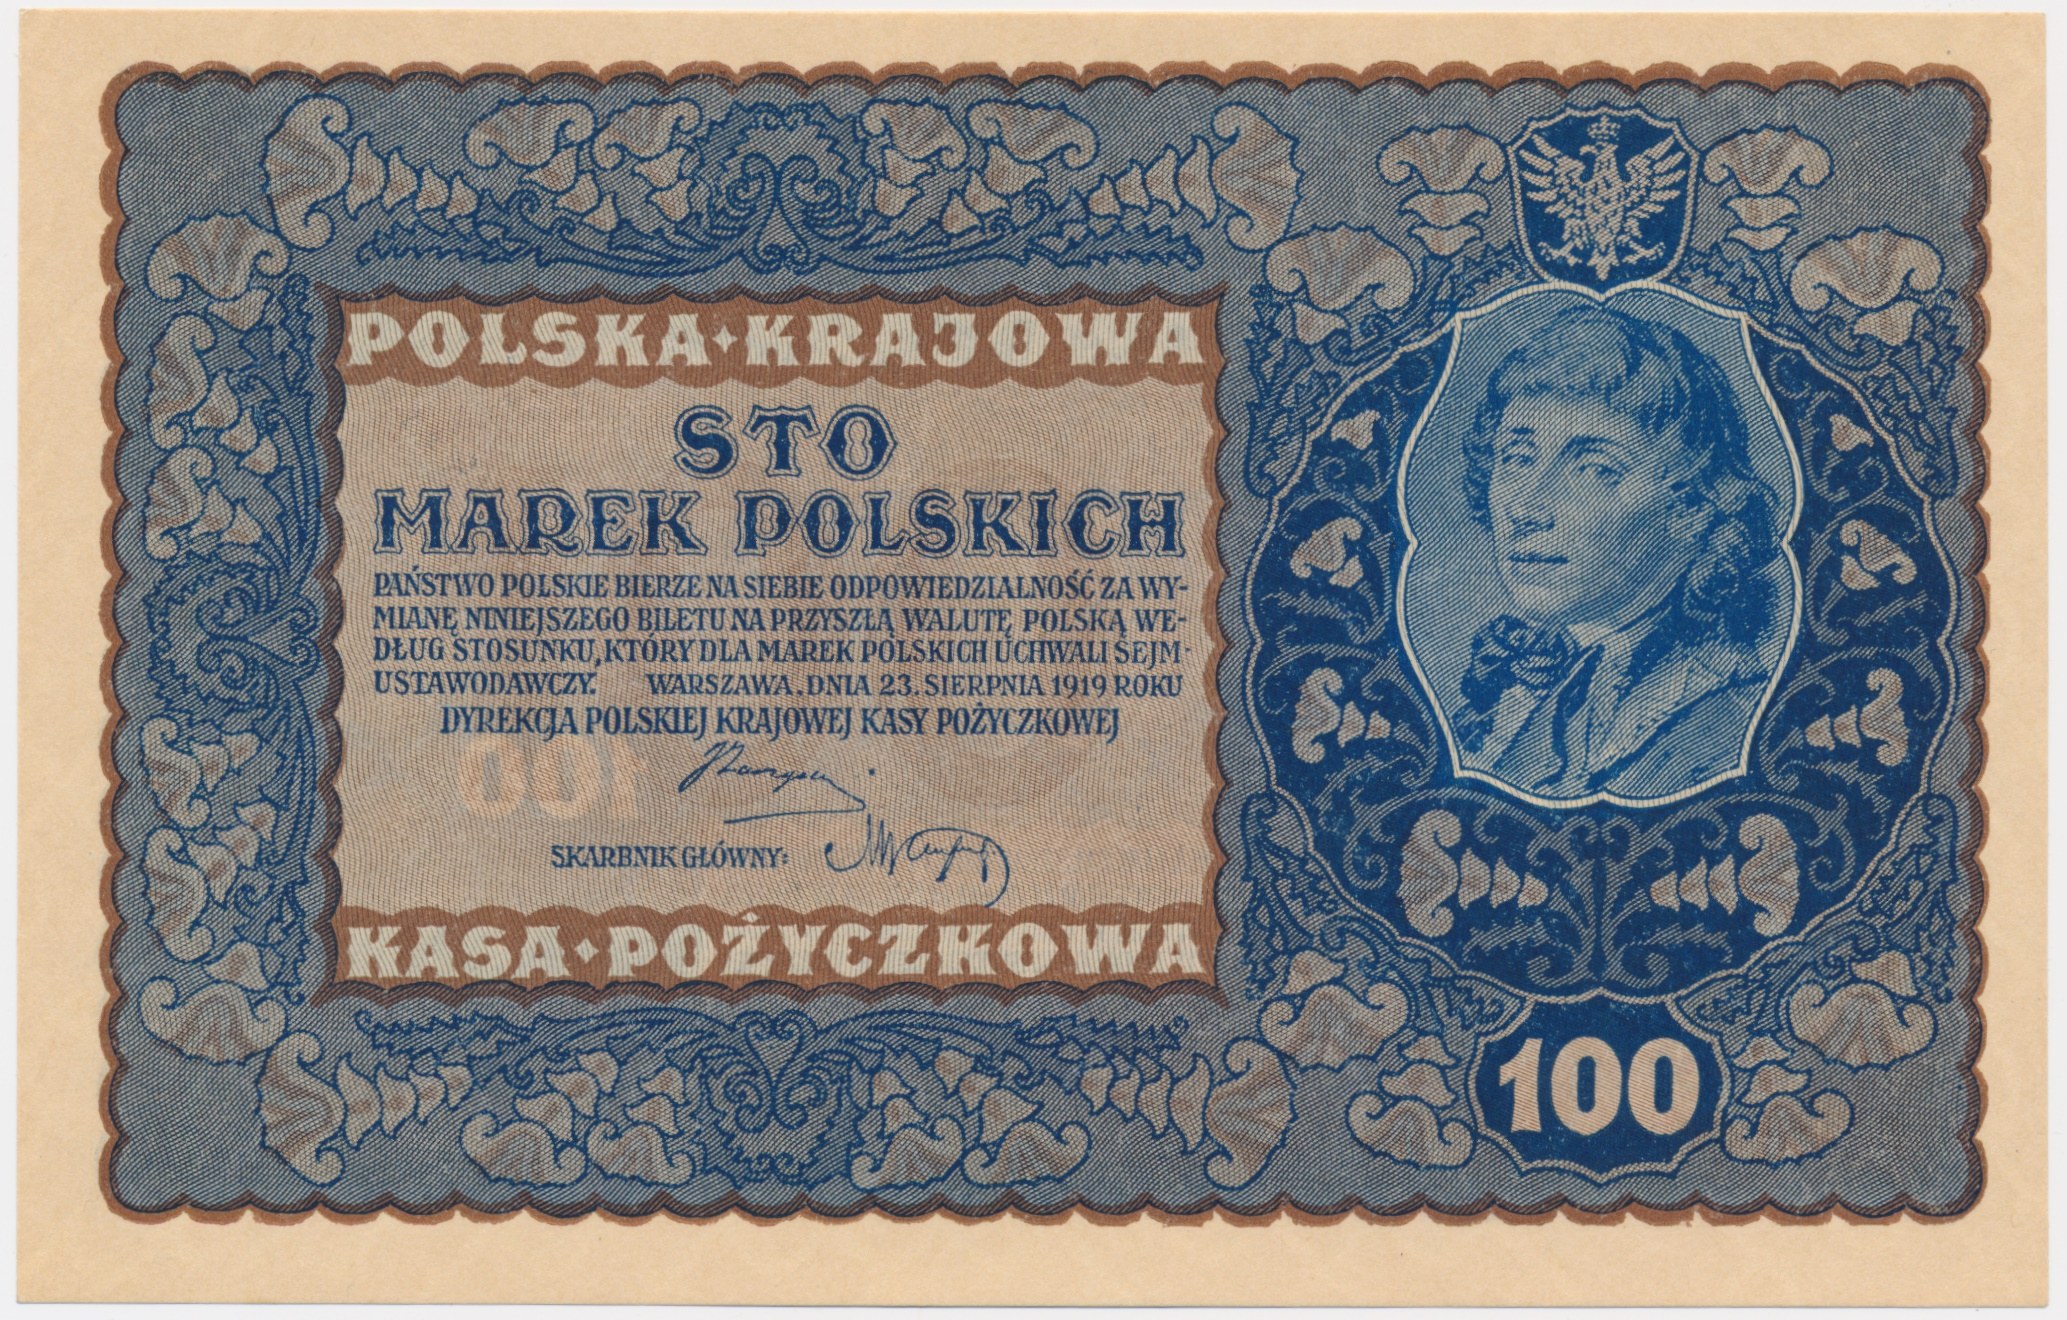 POLSKA·KRAJOWA
STO
MAREK POLSKICH
PAŃSTWO POLSKIE BIERZE NA SIEBIE ODPOWIEDZIALNOŚĆ ZA WY-
MIANĘ NINIEJSZEGO BILETU NA PRZYSZŁĄ WALUTĘ POLSKĄ WE-
DŁUG STOSUNKU, KTÓRY DLA MAREK POLSKICH UCHWALI SEJM·
USTAWODAWCZY. WARSZAWA. DNIA 23. SIERPNIA 1919 ROKU
DYREKCJA POLSKIEJ KRAJOWEJ KASY POŻYCZKOWEJ
SKARBNIK GŁÓWNY:
KASA·POŻYCZKOWA
100